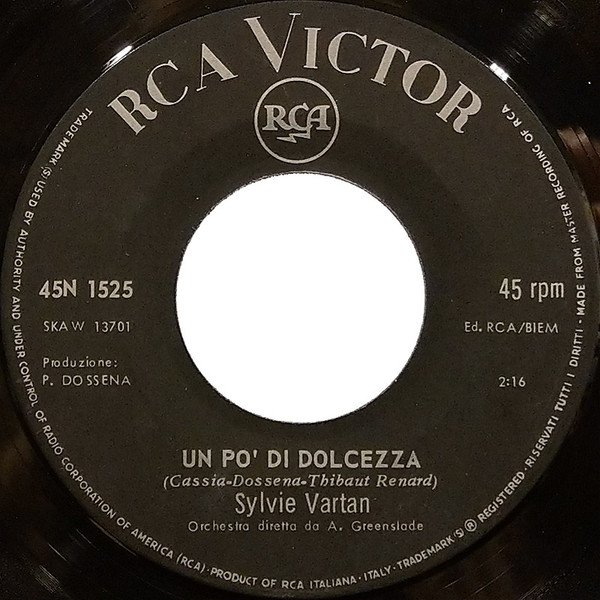 RCA VICTOR
RCA
45N 1525
SKAW 13701
Produzione:
P. DOSSENA
45 rpm
Ed. RCA/BIEM
2:16
UN PO' DI DOLCEZZA
(Cassia-Dossena-Thibaut Renard)
Sylvie Vartan
Orchestra diretta da A. Greenslade
TRADEMARK (S) USED BY AUTHORITY AND UNDER CONTROL OF RADIO CORPORATION OF AMERICA (RCA) · PRODUCT OF RCA ITALIANA · ITALY · TRADEMARK (S) ® REGISTERED · RISERVATI TUTTI I DIRITTI · MADE FROM MASTER RECORDING OF RCA